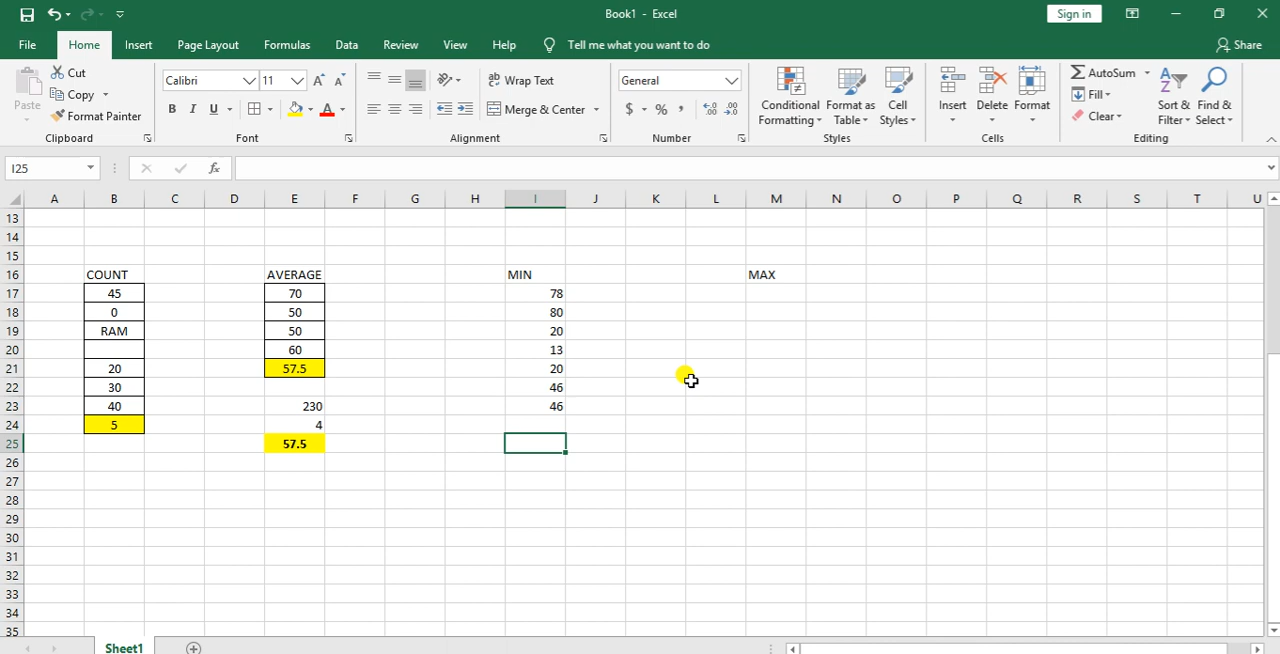 Book1 - Excel
Sign in
File Home Insert Page Layout Formulas Data Review View Help Tell me what you want to do Share
Paste
Cut
Copy
Format Painter
Clipboard
Calibri 11
B I U A
Font
Wrap Text
Merge & Center
Alignment
General
$ % ,
Number
Conditional Formatting
Format as Table
Cell Styles
Styles
Insert Delete Format
Cells
AutoSum
Fill
Clear
Sort & Filter
Find & Select
Editing
I25 fx
A B C D E F G H I J K L M N O P Q R S T U
13
14
15
16 COUNT AVERAGE MIN MAX
17 45 70 78
18 0 50 80
19 RAM 50 20
20 60 13
21 20 57.5 20
22 30 46
23 40 230 46
24 5 4
25 57.5
26
27
28
29
30
31
32
33
34
35
Sheet1